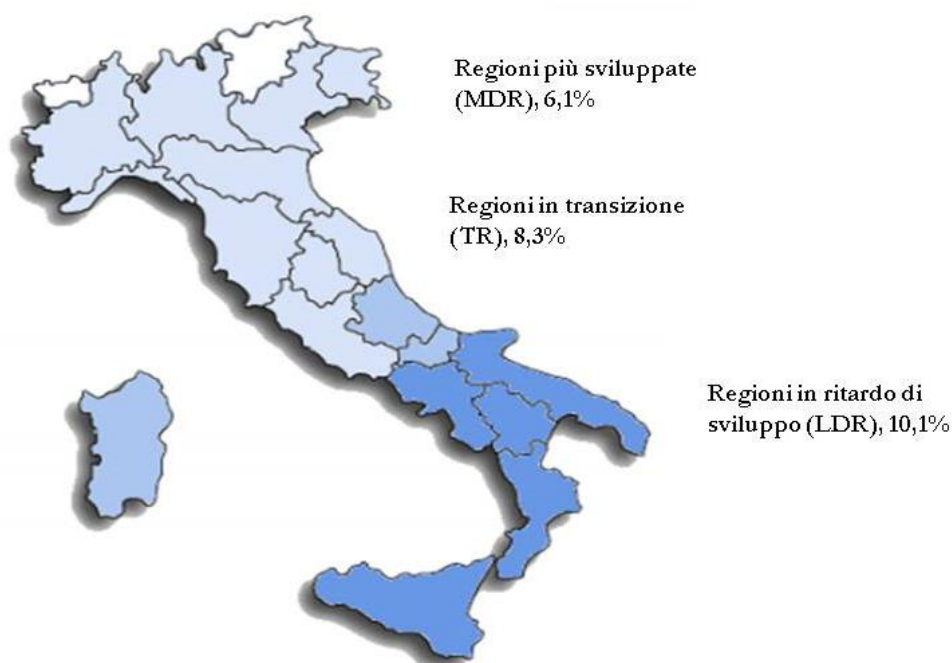 Regioni più sviluppate
(MDR), 6,1%
Regioni in transizione
(TR), 8,3%
Regioni in ritardo di
sviluppo (LDR), 10,1%